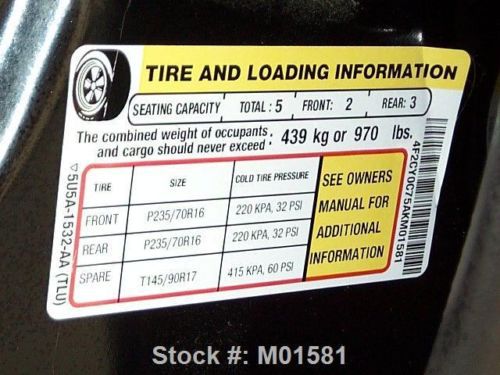 TIRE AND LOADING INFORMATION
SEATING CAPACITY TOTAL : 5 FRONT: 2 REAR: 3
The combined weight of occupants and cargo should never exceed : 439 kg or 970 lbs.
TIRE SIZE COLD TIRE PRESSURE
FRONT P235/70R16 220 KPA, 32 PSI
REAR P235/70R16 220 KPA, 32 PSI
SPARE T145/90R17 415 KPA, 60 PSI
SEE OWNERS
MANUAL FOR
ADDITIONAL
INFORMATION
5U5A-1532-AA (TLU)
4F2CY0C75AKM01581
Stock #: M01581